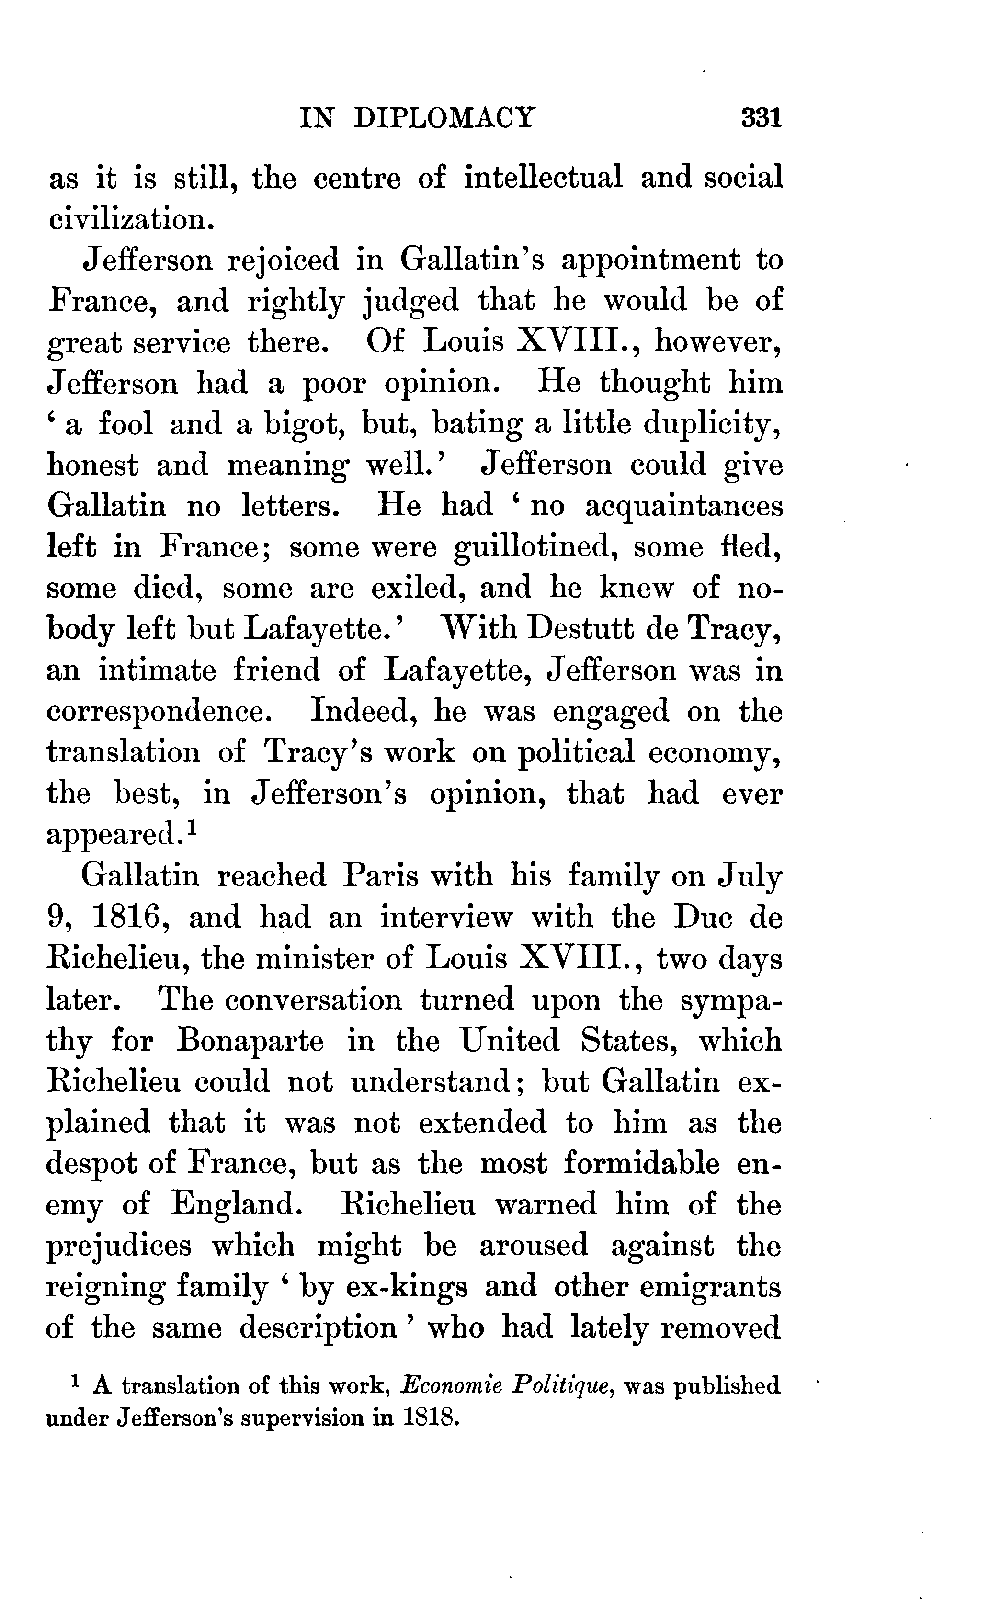 IN DIPLOMACY 331
as it is still, the centre of intellectual and social
civilization.
Jefferson rejoiced in Gallatin's appointment to
France, and rightly judged that he would be of
great service there. Of Louis XVIII., however,
Jefferson had a poor opinion. He thought him
‘ a fool and a bigot, but, bating a little duplicity,
honest and meaning well.’ Jefferson could give
Gallatin no letters. He had ‘ no acquaintances
left in France; some were guillotined, some fled,
some died, some are exiled, and he knew of no-
body left but Lafayette.’ With Destutt de Tracy,
an intimate friend of Lafayette, Jefferson was in
correspondence. Indeed, he was engaged on the
translation of Tracy's work on political economy,
the best, in Jefferson's opinion, that had ever
appeared.¹
Gallatin reached Paris with his family on July
9, 1816, and had an interview with the Duc de
Richelieu, the minister of Louis XVIII., two days
later. The conversation turned upon the sympa-
thy for Bonaparte in the United States, which
Richelieu could not understand; but Gallatin ex-
plained that it was not extended to him as the
despot of France, but as the most formidable en-
emy of England. Richelieu warned him of the
prejudices which might be aroused against the
reigning family ‘ by ex-kings and other emigrants
of the same description ’ who had lately removed
¹ A translation of this work, Economie Politique, was published
under Jefferson's supervision in 1818.